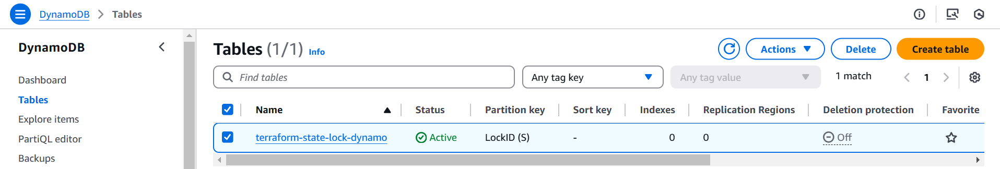 DynamoDB > Tables
DynamoDB
Dashboard
Tables
Explore items
PartiQL editor
Backups
Tables (1/1) Info
Actions Delete Create table
Find tables Any tag key Any tag value 1 match 1
Name Status Partition key Sort key Indexes Replication Regions Deletion protection Favorite
terraform-state-lock-dynamo Active LockID (S) - 0 0 Off